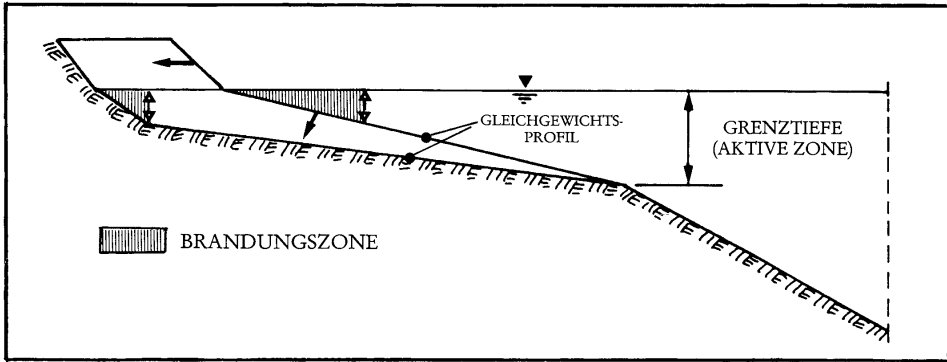 GLEICHGEWICHTS-
PROFIL
GRENZTIEFE
(AKTIVE ZONE)
BRANDUNGSZONE